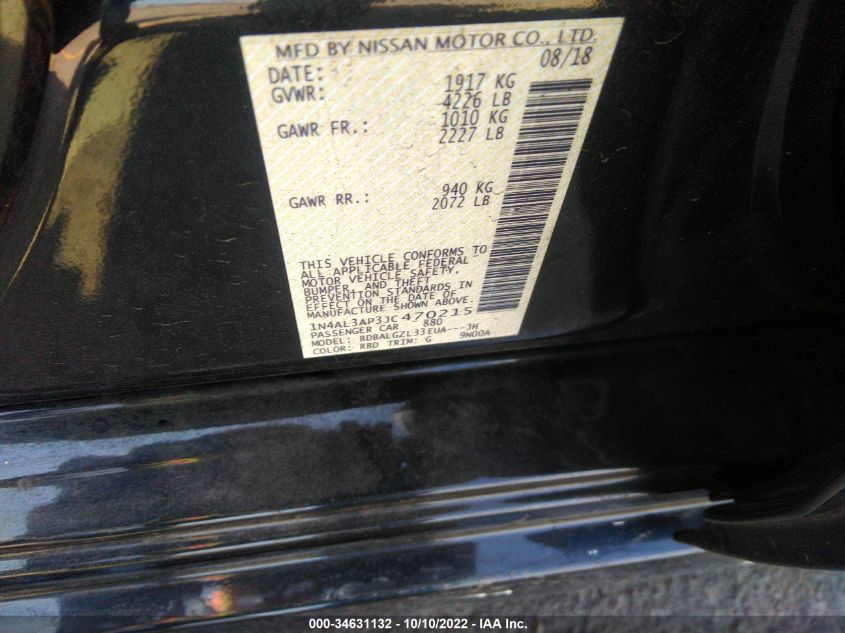 MFD BY NISSAN MOTOR CO., LTD.
DATE: 08/18
GVWR: 1917 KG
4226 LB
GAWR FR.: 1010 KG
2227 LB
GAWR RR.: 940 KG
2072 LB
THIS VEHICLE CONFORMS TO
ALL APPLICABLE FEDERAL
MOTOR VEHICLE SAFETY,
BUMPER, AND THEFT
PREVENTION STANDARDS IN
EFFECT ON THE DATE OF
MANUFACTURE SHOWN ABOVE.
1N4AL3AP3JC470215
PASSENGER CAR 880
MODEL: BDBALGZL33EUA---JH
COLOR: RBD TRIM: G 9N00A
000-34631132 - 10/10/2022 - IAA Inc.